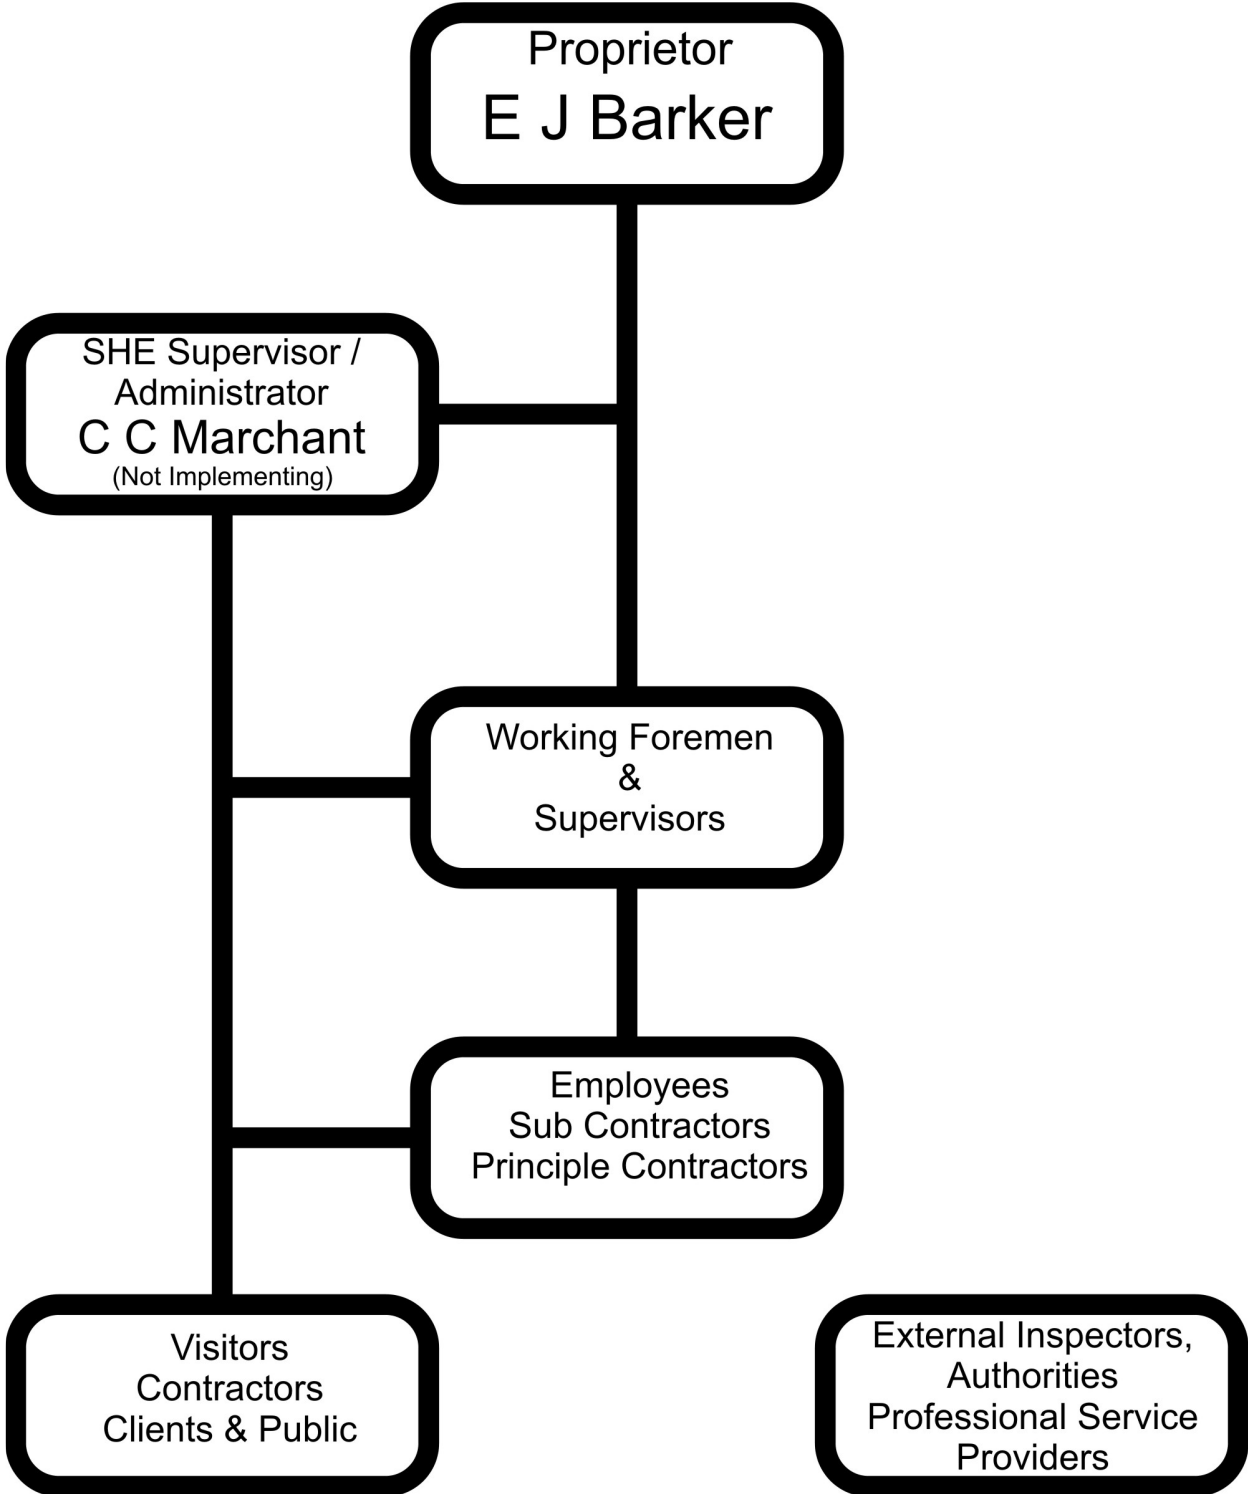 Proprietor
E J Barker
SHE Supervisor /
Administrator
C C Marchant
(Not Implementing)
Working Foremen
&
Supervisors
Employees
Sub Contractors
Principle Contractors
Visitors
Contractors
Clients & Public
External Inspectors,
Authorities
Professional Service
Providers